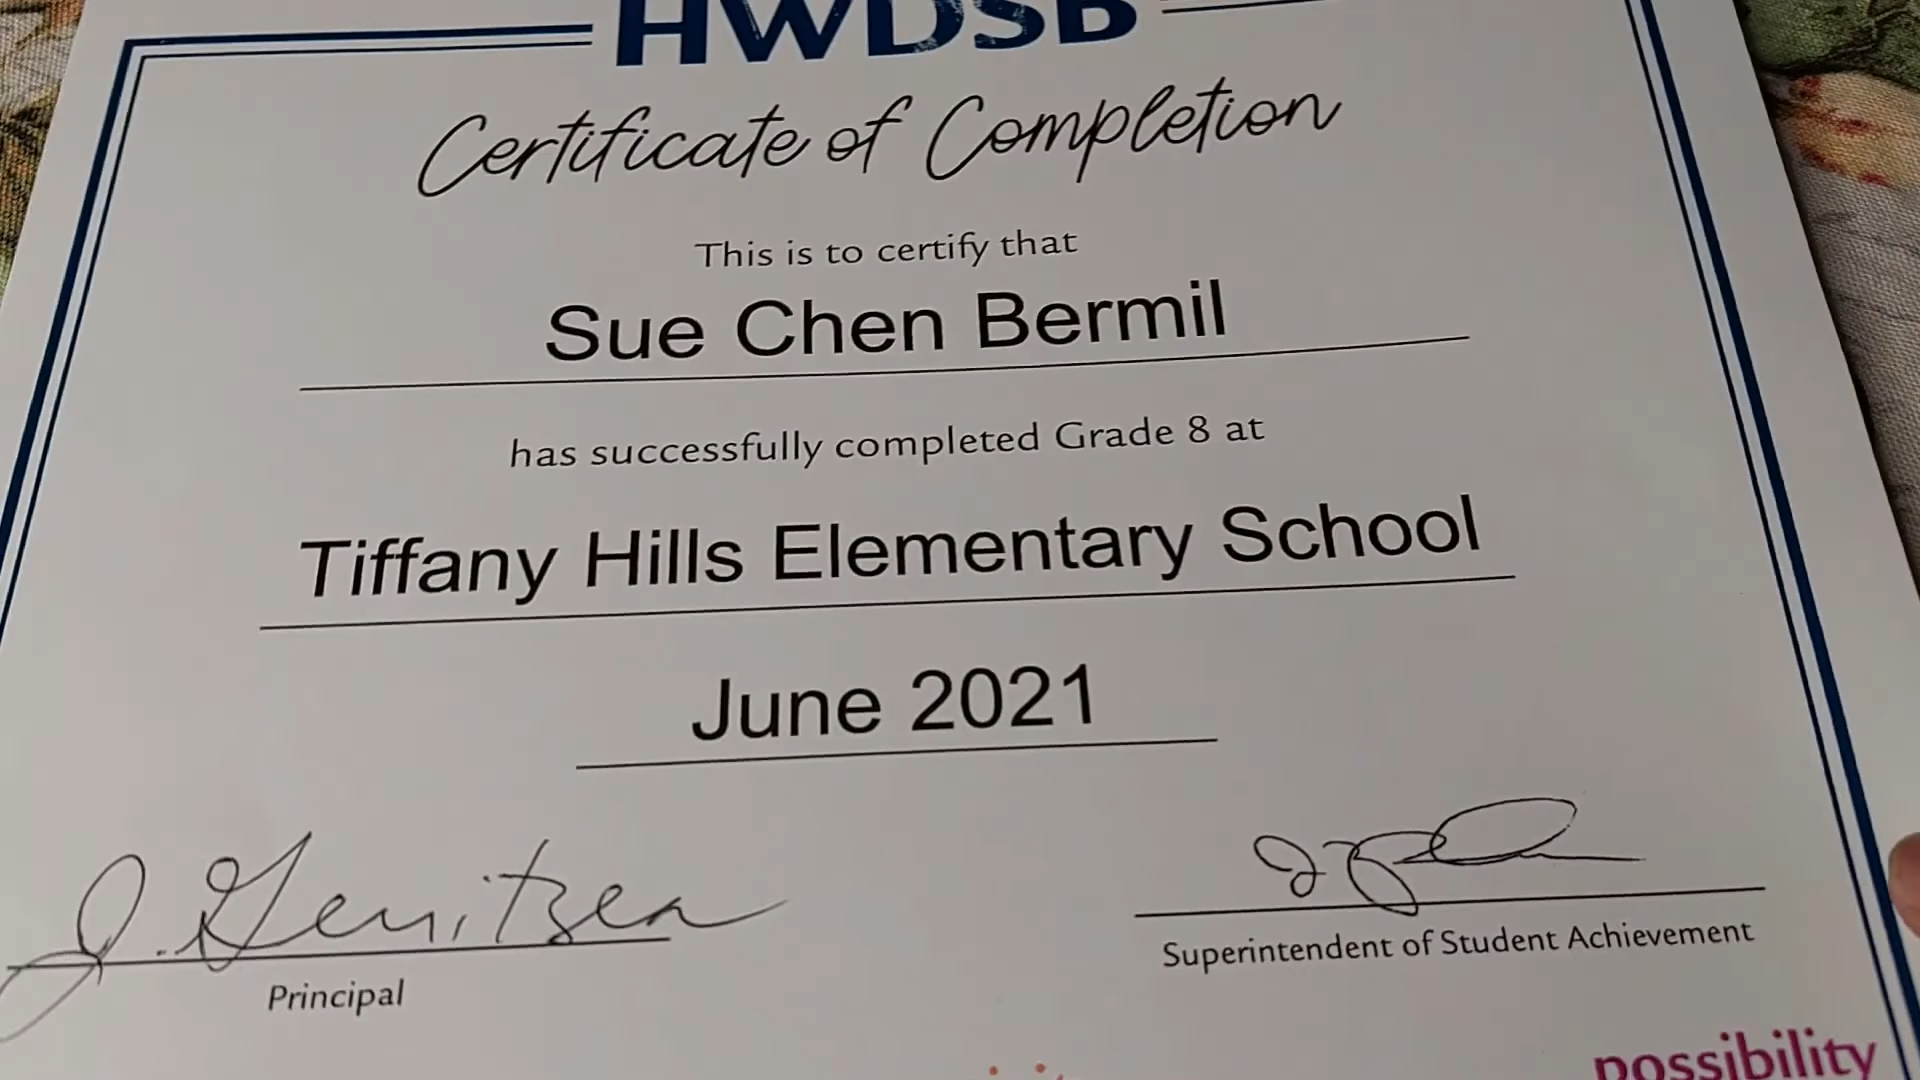 HWDSB
Certificate of Completion
This is to certify that
Sue Chen Bermil
has successfully completed Grade 8 at
Tiffany Hills Elementary School
June 2021
J. Gerritsen
Principal
Superintendent of Student Achievement
possibility